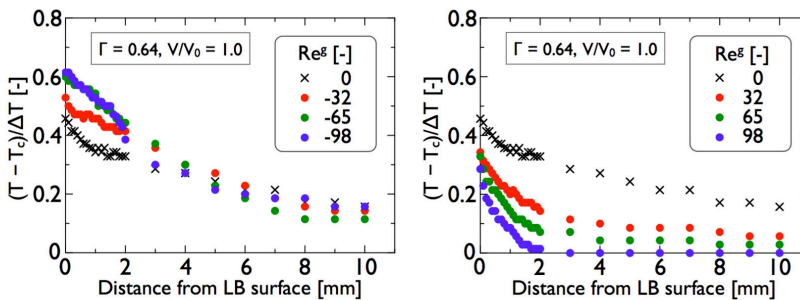 Γ = 0.64, V/V₀ = 1.0
Reᵍ [-]
0
-32
-65
-98
(T − T_c)/ΔT [-]
0.8
0.6
0.4
0.2
0
0 2 4 6 8 10
Distance from LB surface [mm]
Γ = 0.64, V/V₀ = 1.0
Reᵍ [-]
0
32
65
98
(T − T_c)/ΔT [-]
0.8
0.6
0.4
0.2
0
0 2 4 6 8 10
Distance from LB surface [mm]